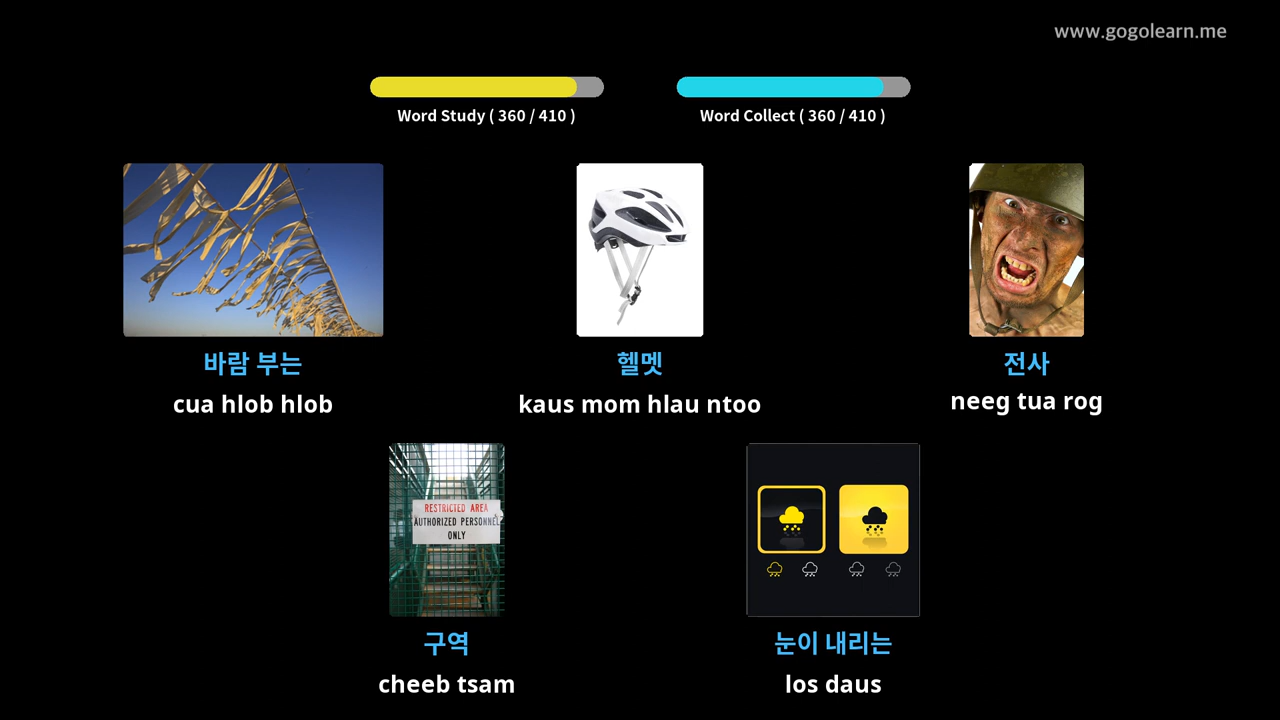 www.gogolearn.me
Word Study ( 360 / 410 )
Word Collect ( 360 / 410 )
바람 부는
cua hlob hlob
헬멧
kaus mom hlau ntoo
전사
neeg tua rog
RESTRICTED AREA
AUTHORIZED PERSONNEL
ONLY
구역
cheeb tsam
눈이 내리는
los daus